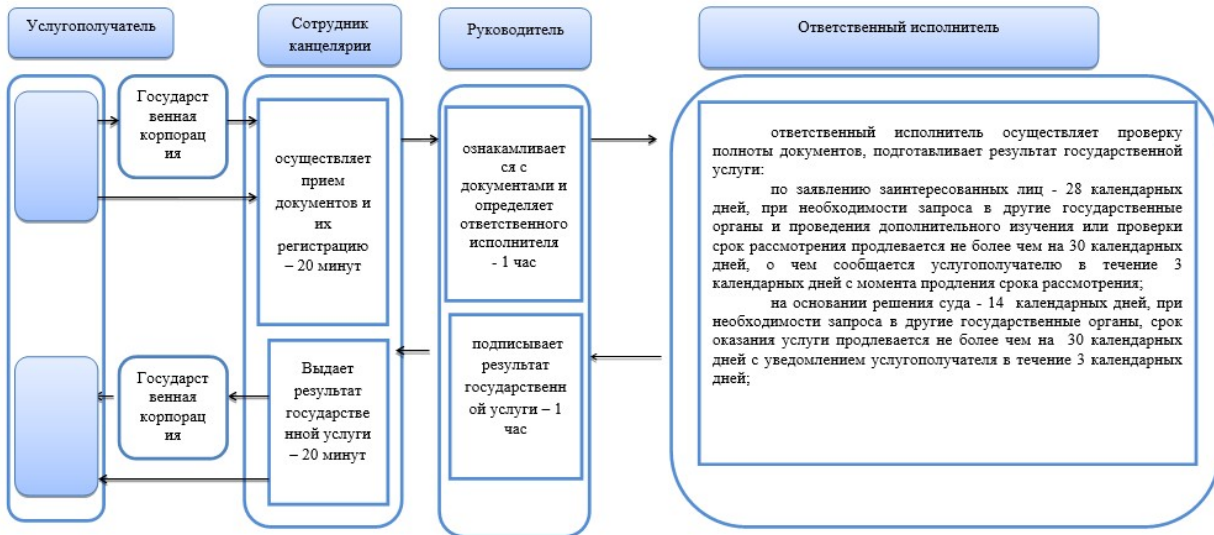 Услугополучатель
Сотрудник
канцелярии
Руководитель
Ответственный исполнитель
Государст
венная
корпорац
ия
осуществляет
прием
документов и
их
регистрацию
– 20 минут
ознакамливает
ся с
документами и
определяет
ответственного
исполнителя
- 1 час
ответственный исполнитель осуществляет проверку
полноты документов, подготавливает результат государственной
услуги:
по заявлению заинтересованных лиц - 28 календарных
дней, при необходимости запроса в другие государственные
органы и проведения дополнительного изучения или проверки
срок рассмотрения продлевается не более чем на 30 календарных
дней, о чем сообщается услугополучателю в течение 3
календарных дней с момента продления срока рассмотрения;
на основании решения суда - 14 календарных дней, при
необходимости запроса в другие государственные органы, срок
оказания услуги продлевается не более чем на 30 календарных
дней с уведомлением услугополучателя в течение 3 календарных
дней;
Государст
венная
корпорац
ия
Выдает
результат
государстве
нной услуги
– 20 минут
подписывает
результат
государственн
ой услуги – 1
час